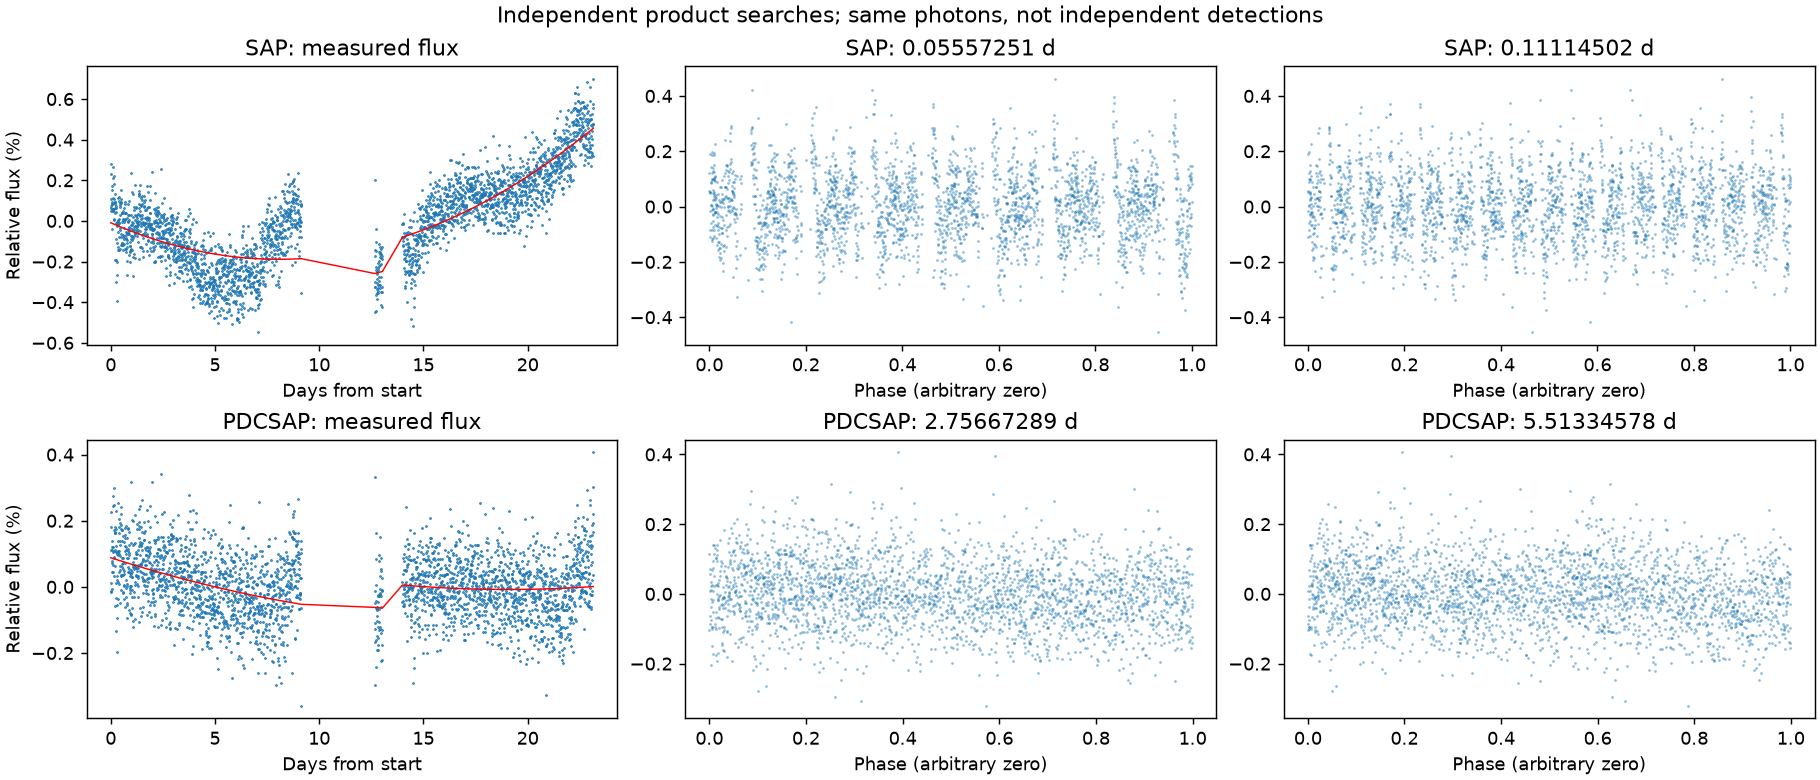 Independent product searches; same photons, not independent detections
SAP: measured flux
SAP: 0.05557251 d
SAP: 0.11114502 d
Relative flux (%)
0.6
0.4
0.2
0.0
−0.2
−0.4
−0.6
0 5 10 15 20
Days from start
0.4
0.2
0.0
−0.2
−0.4
0.0 0.2 0.4 0.6 0.8 1.0
Phase (arbitrary zero)
0.4
0.2
0.0
−0.2
−0.4
0.0 0.2 0.4 0.6 0.8 1.0
Phase (arbitrary zero)
PDCSAP: measured flux
PDCSAP: 2.75667289 d
PDCSAP: 5.51334578 d
Relative flux (%)
0.4
0.2
0.0
−0.2
0 5 10 15 20
Days from start
0.4
0.2
0.0
−0.2
0.0 0.2 0.4 0.6 0.8 1.0
Phase (arbitrary zero)
0.4
0.2
0.0
−0.2
0.0 0.2 0.4 0.6 0.8 1.0
Phase (arbitrary zero)